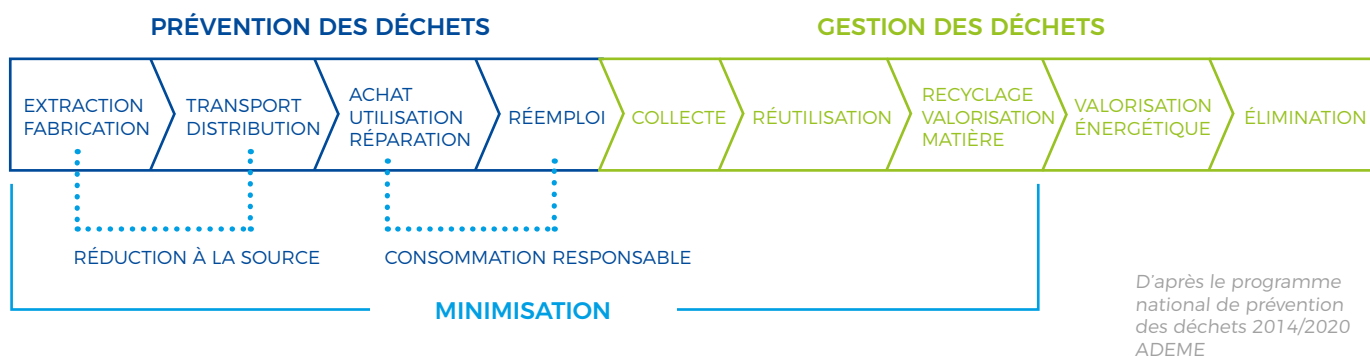 PRÉVENTION DES DÉCHETS
GESTION DES DÉCHETS
EXTRACTION
FABRICATION
TRANSPORT
DISTRIBUTION
ACHAT
UTILISATION
RÉPARATION
RÉEMPLOI
COLLECTE
RÉUTILISATION
RECYCLAGE
VALORISATION
MATIÈRE
VALORISATION
ÉNERGÉTIQUE
ÉLIMINATION
RÉDUCTION À LA SOURCE
CONSOMMATION RESPONSABLE
MINIMISATION
D'après le programme
national de prévention
des déchets 2014/2020
ADEME